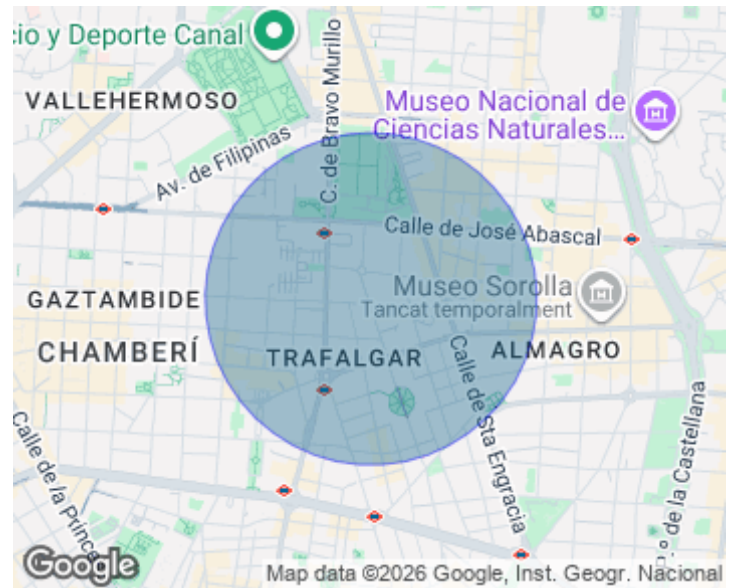 cio y Deporte Canal
VALLEHERMOSO
C. de Bravo Murillo
Museo Nacional de
Ciencias Naturales...
Av. de Filipinas
Calle de José Abascal
GAZTAMBIDE
Museo Sorolla
Tancat temporalment
CHAMBERÍ
TRAFALGAR
ALMAGRO
Calle de Sta Engracia
Calle de la Princesa
P.º de la Castellana
Google
Map data ©2026 Google, Inst. Geogr. Nacional